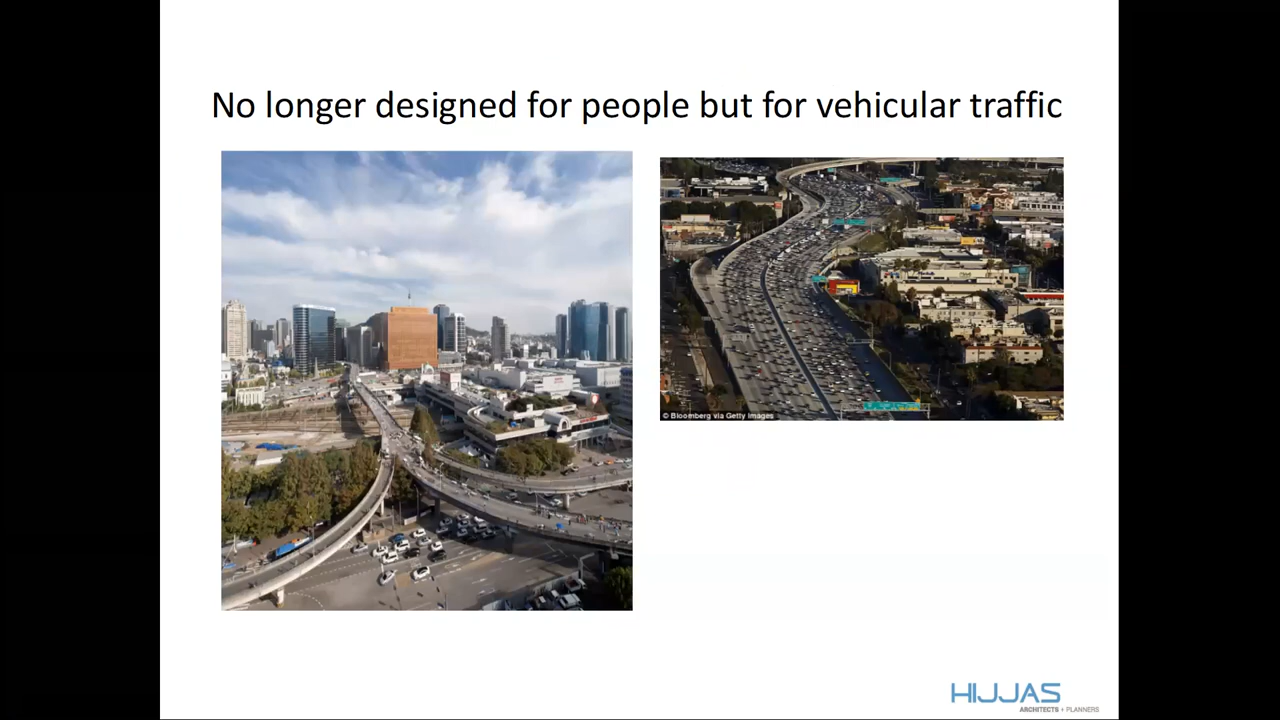 No longer designed for people but for vehicular traffic
© Bloomberg via Getty Images
HIJJAS
ARCHITECTS + PLANNERS